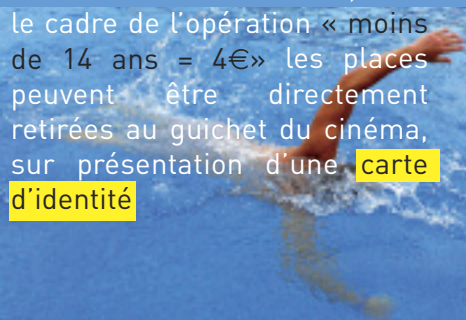 le cadre de l'opération « moins
de 14 ans = 4€» les places
peuvent être directement
retirées au guichet du cinéma,
sur présentation d'une carte
d'identité